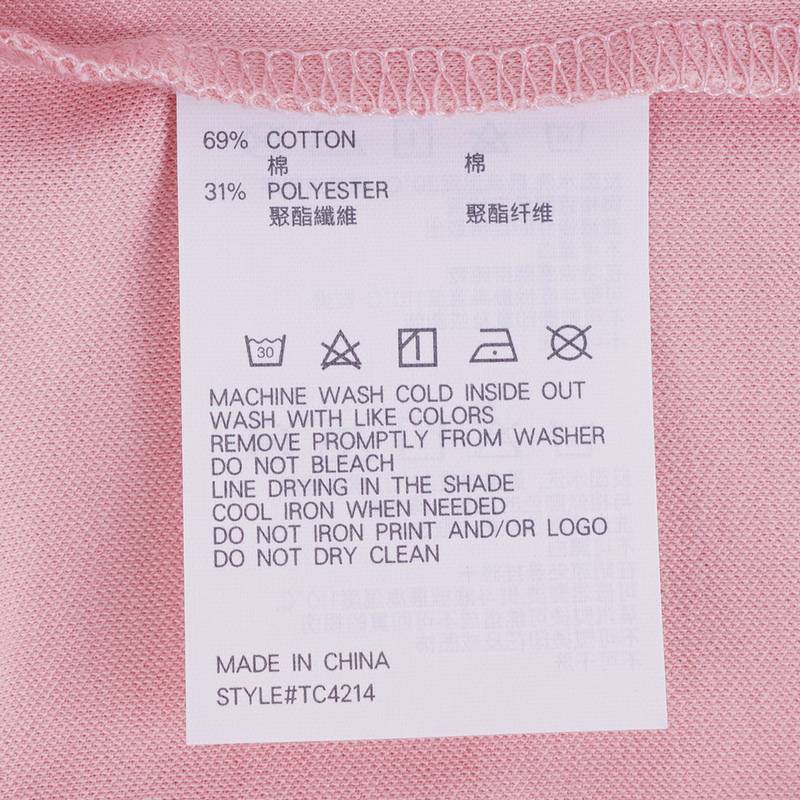 69% COTTON
棉 棉
31% POLYESTER
聚酯纖維 聚酯纤维
30
MACHINE WASH COLD INSIDE OUT
WASH WITH LIKE COLORS
REMOVE PROMPTLY FROM WASHER
DO NOT BLEACH
LINE DRYING IN THE SHADE
COOL IRON WHEN NEEDED
DO NOT IRON PRINT AND/OR LOGO
DO NOT DRY CLEAN
MADE IN CHINA
STYLE#TC4214